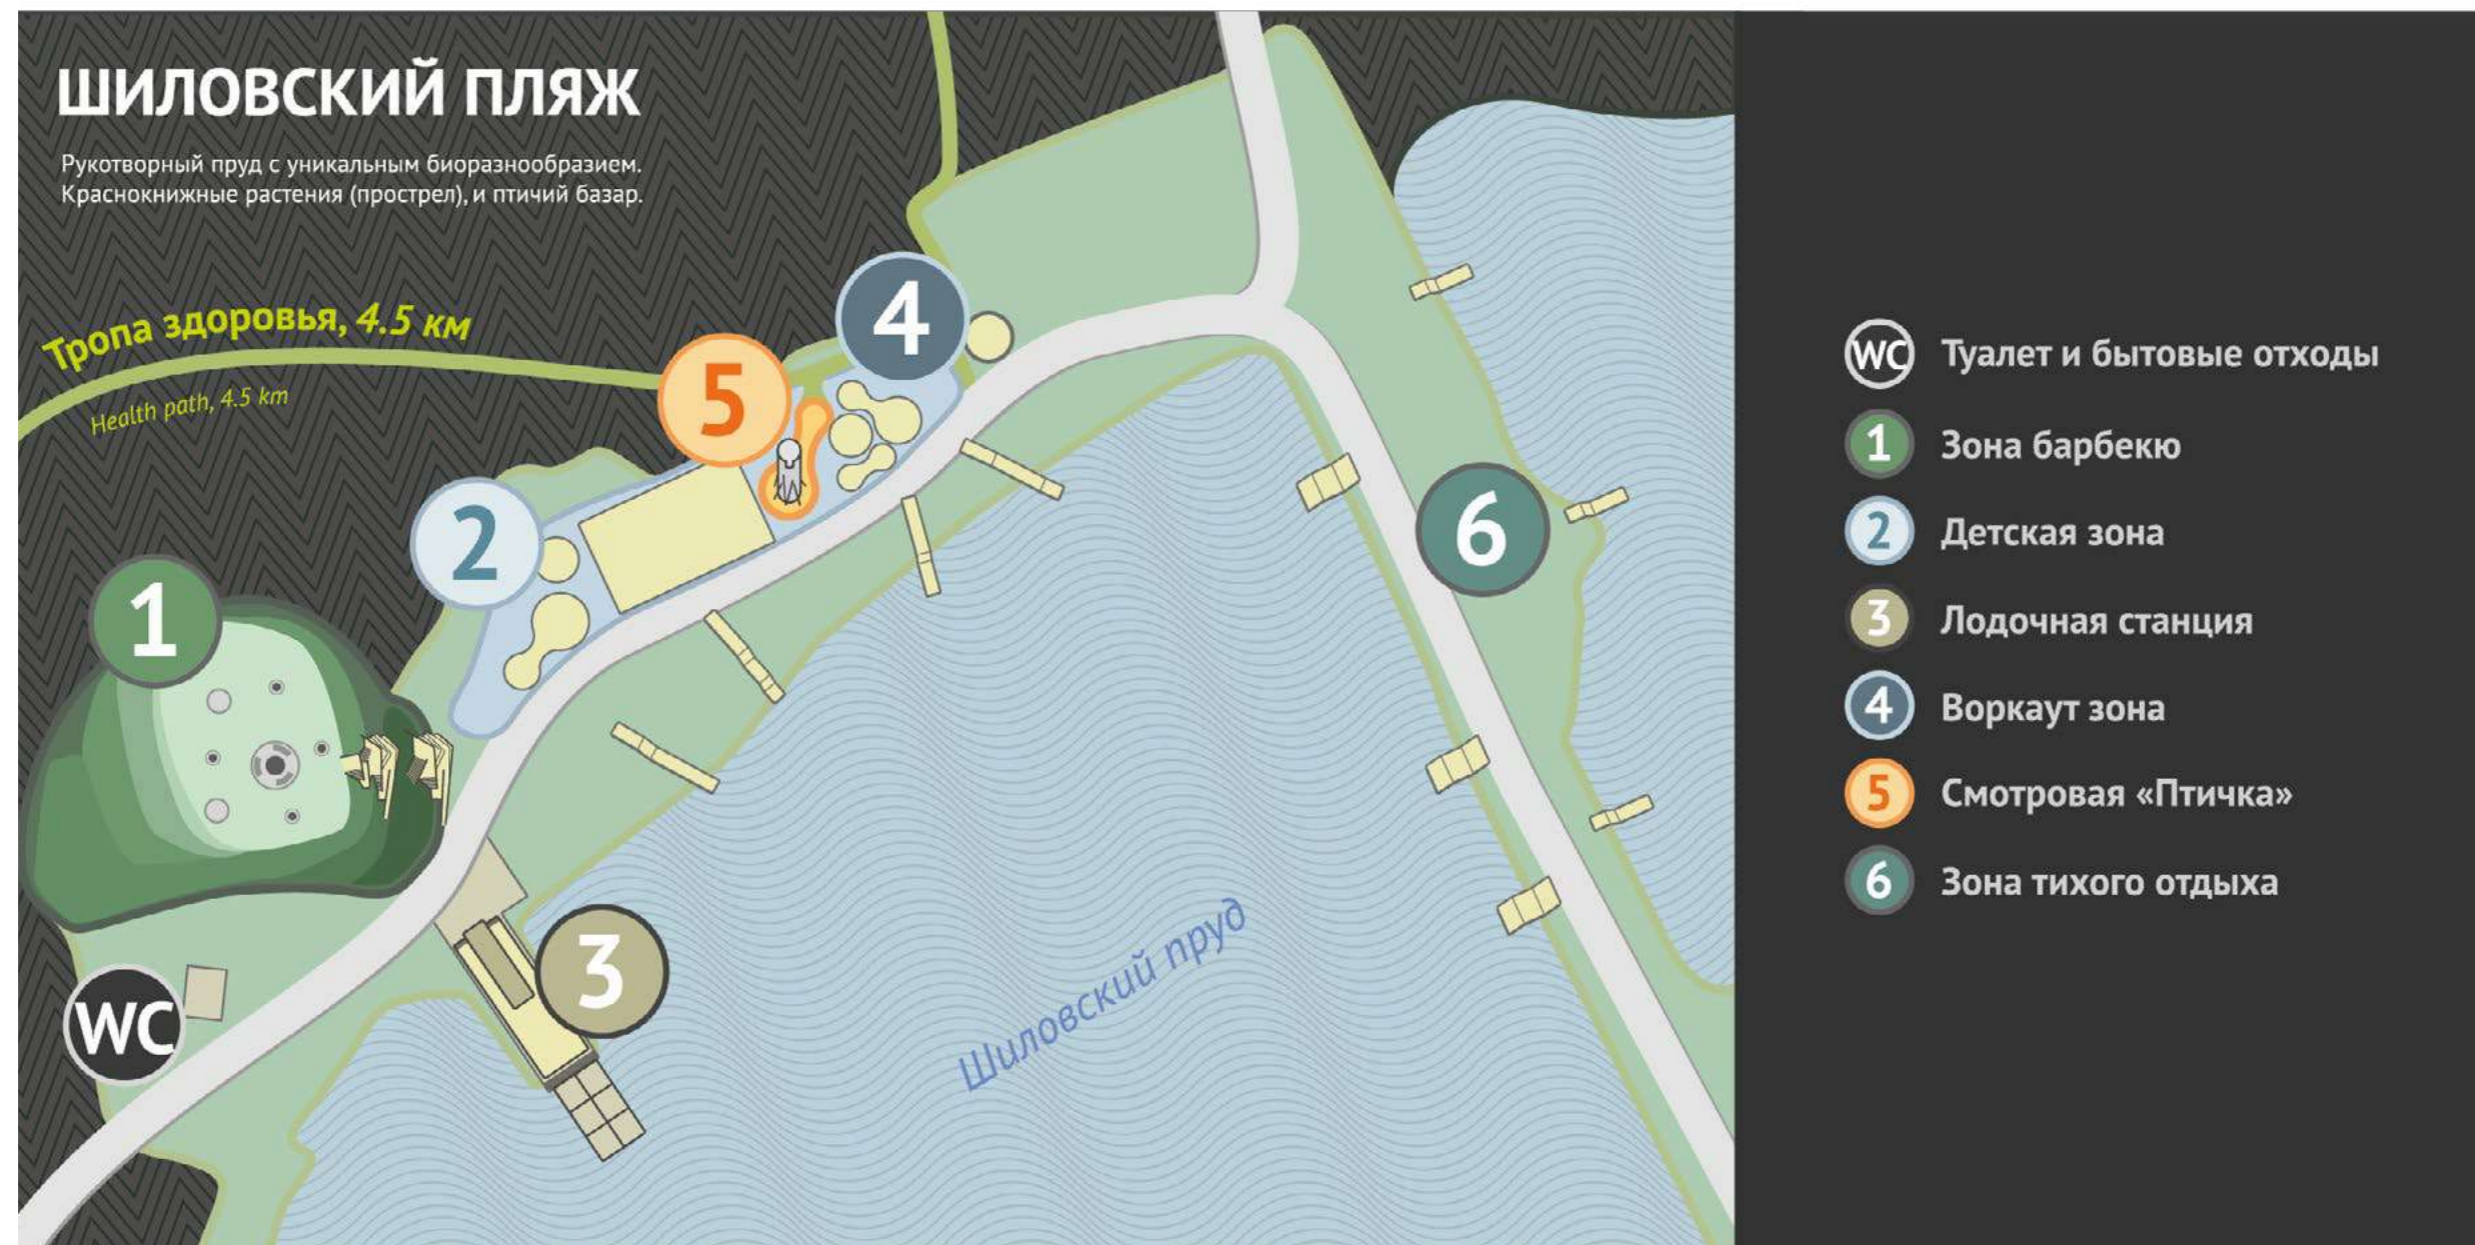 ШИЛОВСКИЙ ПЛЯЖ
Рукотворный пруд с уникальным биоразнообразием.
Краснокнижные растения (прострел), и птичий базар.
Тропа здоровья, 4.5 км
Health path, 4.5 km
4
5
2
6
1
3
WC
Шиловский пруд
WC Туалет и бытовые отходы
1 Зона барбекю
2 Детская зона
3 Лодочная станция
4 Воркаут зона
5 Смотровая «Птичка»
6 Зона тихого отдыха